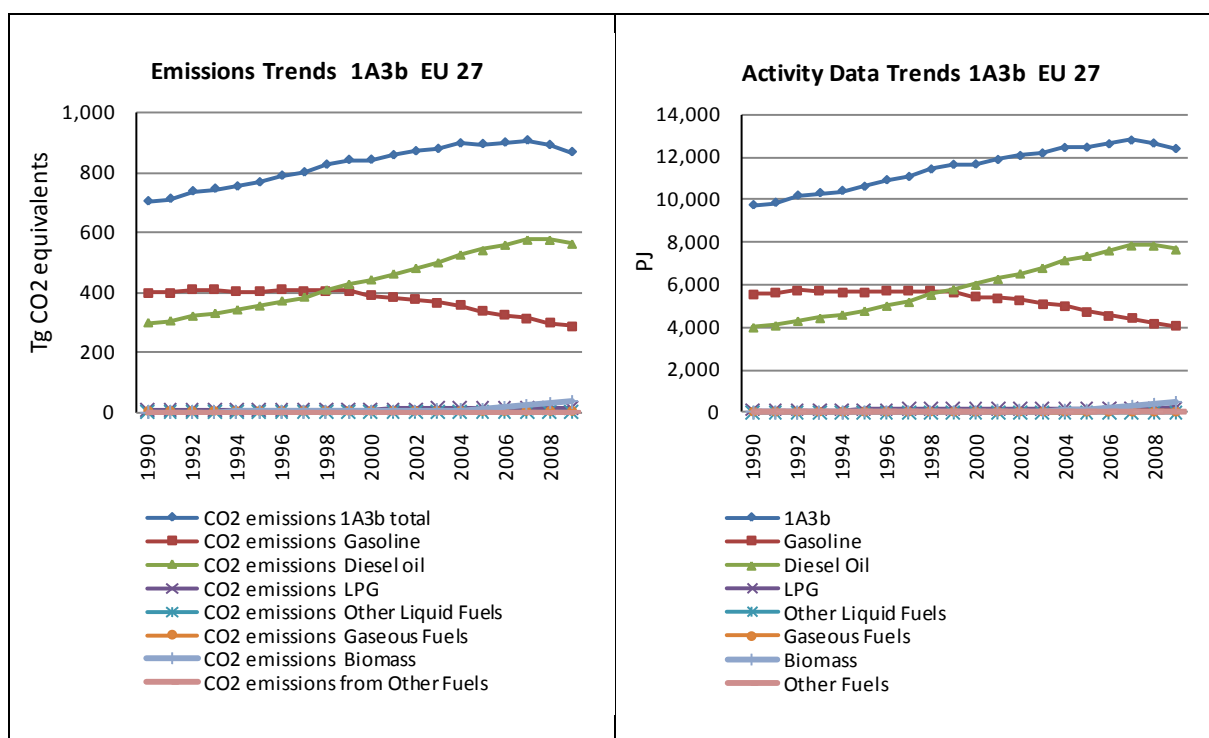 Emissions Trends 1A3b EU 27
Tg CO2 equivalents
1,000
800
600
400
200
0
1990
1992
1994
1996
1998
2000
2002
2004
2006
2008
CO2 emissions 1A3b total
CO2 emissions Gasoline
CO2 emissions Diesel oil
CO2 emissions LPG
CO2 emissions Other Liquid Fuels
CO2 emissions Gaseous Fuels
CO2 emissions Biomass
CO2 emissions from Other Fuels
Activity Data Trends 1A3b EU 27
PJ
14,000
12,000
10,000
8,000
6,000
4,000
2,000
0
1990
1992
1994
1996
1998
2000
2002
2004
2006
2008
1A3b
Gasoline
Diesel Oil
LPG
Other Liquid Fuels
Gaseous Fuels
Biomass
Other Fuels